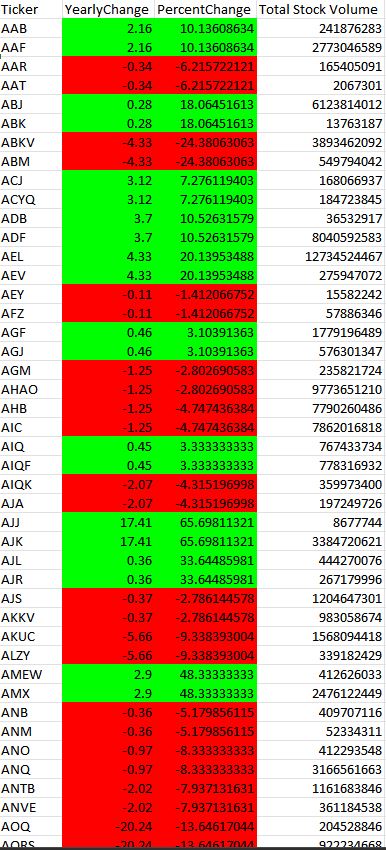 Ticker YearlyChange PercentChange Total Stock Volume
AAB 2.16 10.13608634 241876283
AAF 2.16 10.13608634 2773046589
AAR -0.34 -6.215722121 165405091
AAT -0.34 -6.215722121 2067301
ABJ 0.28 18.06451613 6123814012
ABK 0.28 18.06451613 13763187
ABKV -4.33 -24.38063063 3893462092
ABM -4.33 -24.38063063 549794042
ACJ 3.12 7.276119403 168066937
ACYQ 3.12 7.276119403 184723845
ADB 3.7 10.52631579 36532917
ADF 3.7 10.52631579 8040592583
AEL 4.33 20.13953488 12734524467
AEV 4.33 20.13953488 275947072
AEY -0.11 -1.412066752 15582242
AFZ -0.11 -1.412066752 57886346
AGF 0.46 3.10391363 1779196489
AGJ 0.46 3.10391363 576301347
AGM -1.25 -2.802690583 235821724
AHAO -1.25 -2.802690583 9773651210
AHB -1.25 -4.747436384 7790260486
AIC -1.25 -4.747436384 7862016818
AIQ 0.45 3.333333333 767433734
AIQF 0.45 3.333333333 778316932
AIQK -2.07 -4.315196998 359973400
AJA -2.07 -4.315196998 197249726
AJJ 17.41 65.69811321 8677744
AJK 17.41 65.69811321 3384720621
AJL 0.36 33.64485981 444270076
AJR 0.36 33.64485981 267179996
AJS -0.37 -2.786144578 1204647301
AKKV -0.37 -2.786144578 983058674
AKUC -5.66 -9.338393004 1568094418
ALZY -5.66 -9.338393004 339182429
AMEW 2.9 48.33333333 412626033
AMX 2.9 48.33333333 2476122449
ANB -0.36 -5.179856115 409707116
ANM -0.36 -5.179856115 52334311
ANO -0.97 -8.333333333 412293548
ANQ -0.97 -8.333333333 3166561663
ANTB -2.02 -7.937131631 1161683846
ANVE -2.02 -7.937131631 361184538
AOQ -20.24 -13.64617044 204528846
AORS -20.24 -13.64617044 922234668